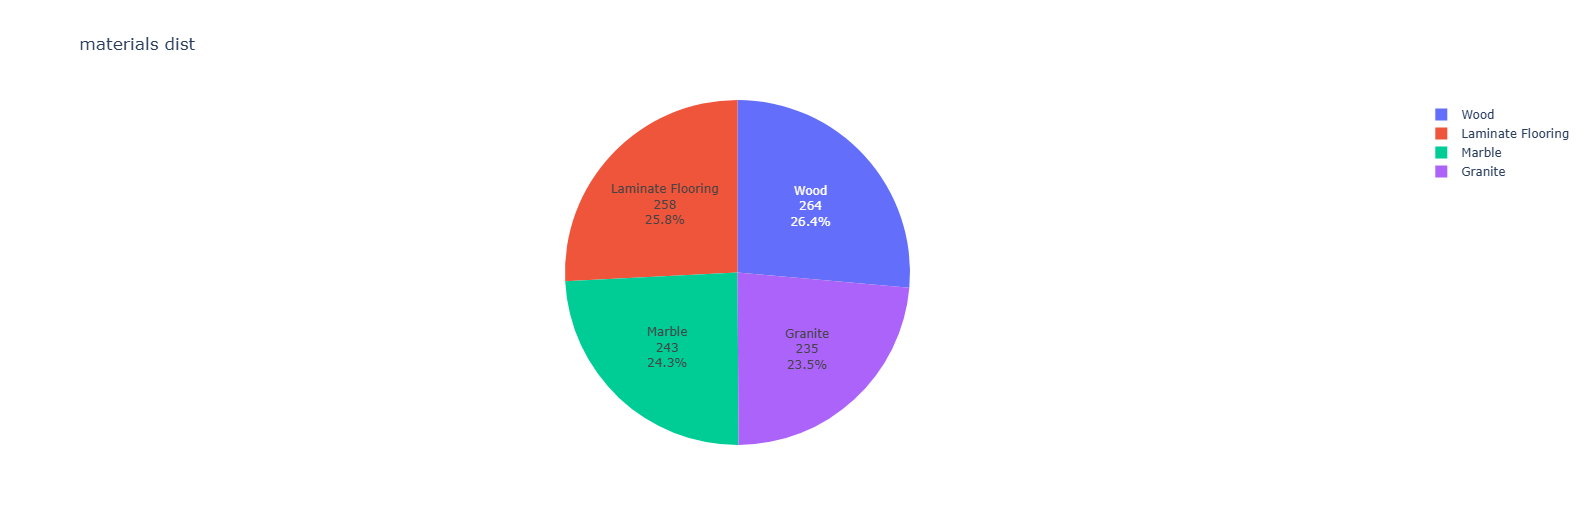 materials dist
Laminate Flooring
258
25.8%
Wood
264
26.4%
Marble
243
24.3%
Granite
235
23.5%
Wood
Laminate Flooring
Marble
Granite